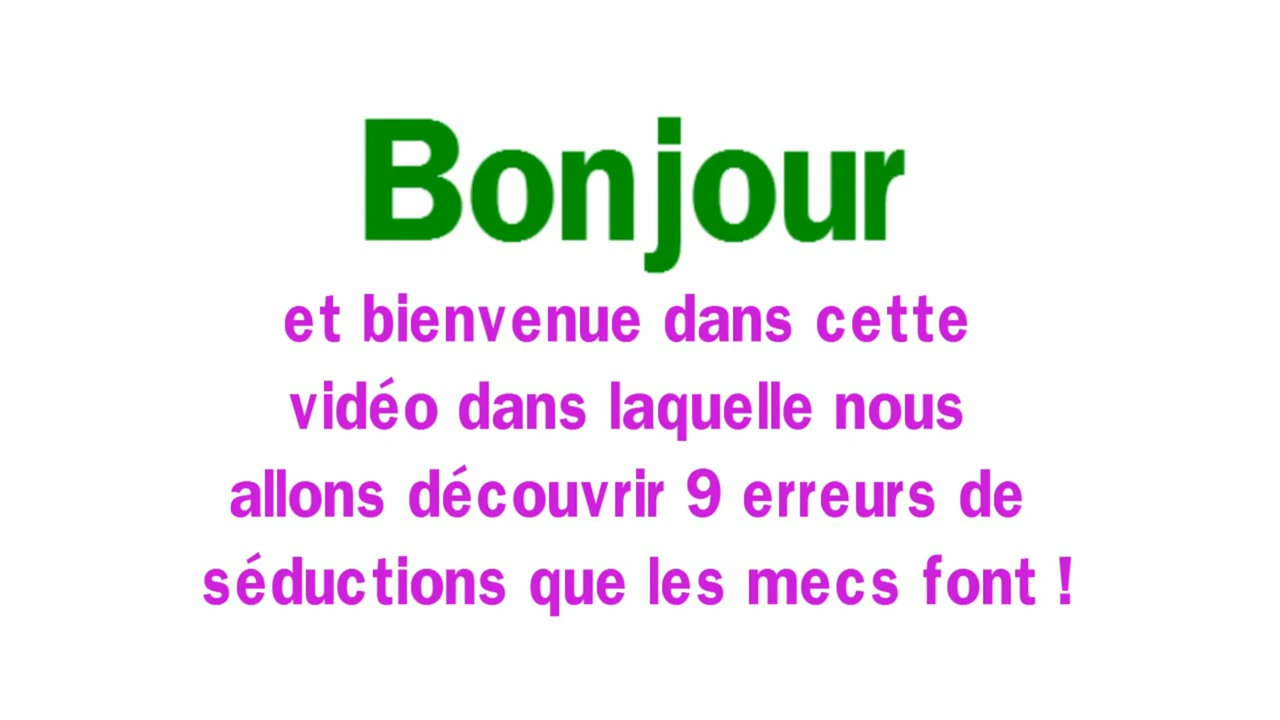 Bonjour
et bienvenue dans cette
vidéo dans laquelle nous
allons découvrir 9 erreurs de
séductions que les mecs font !